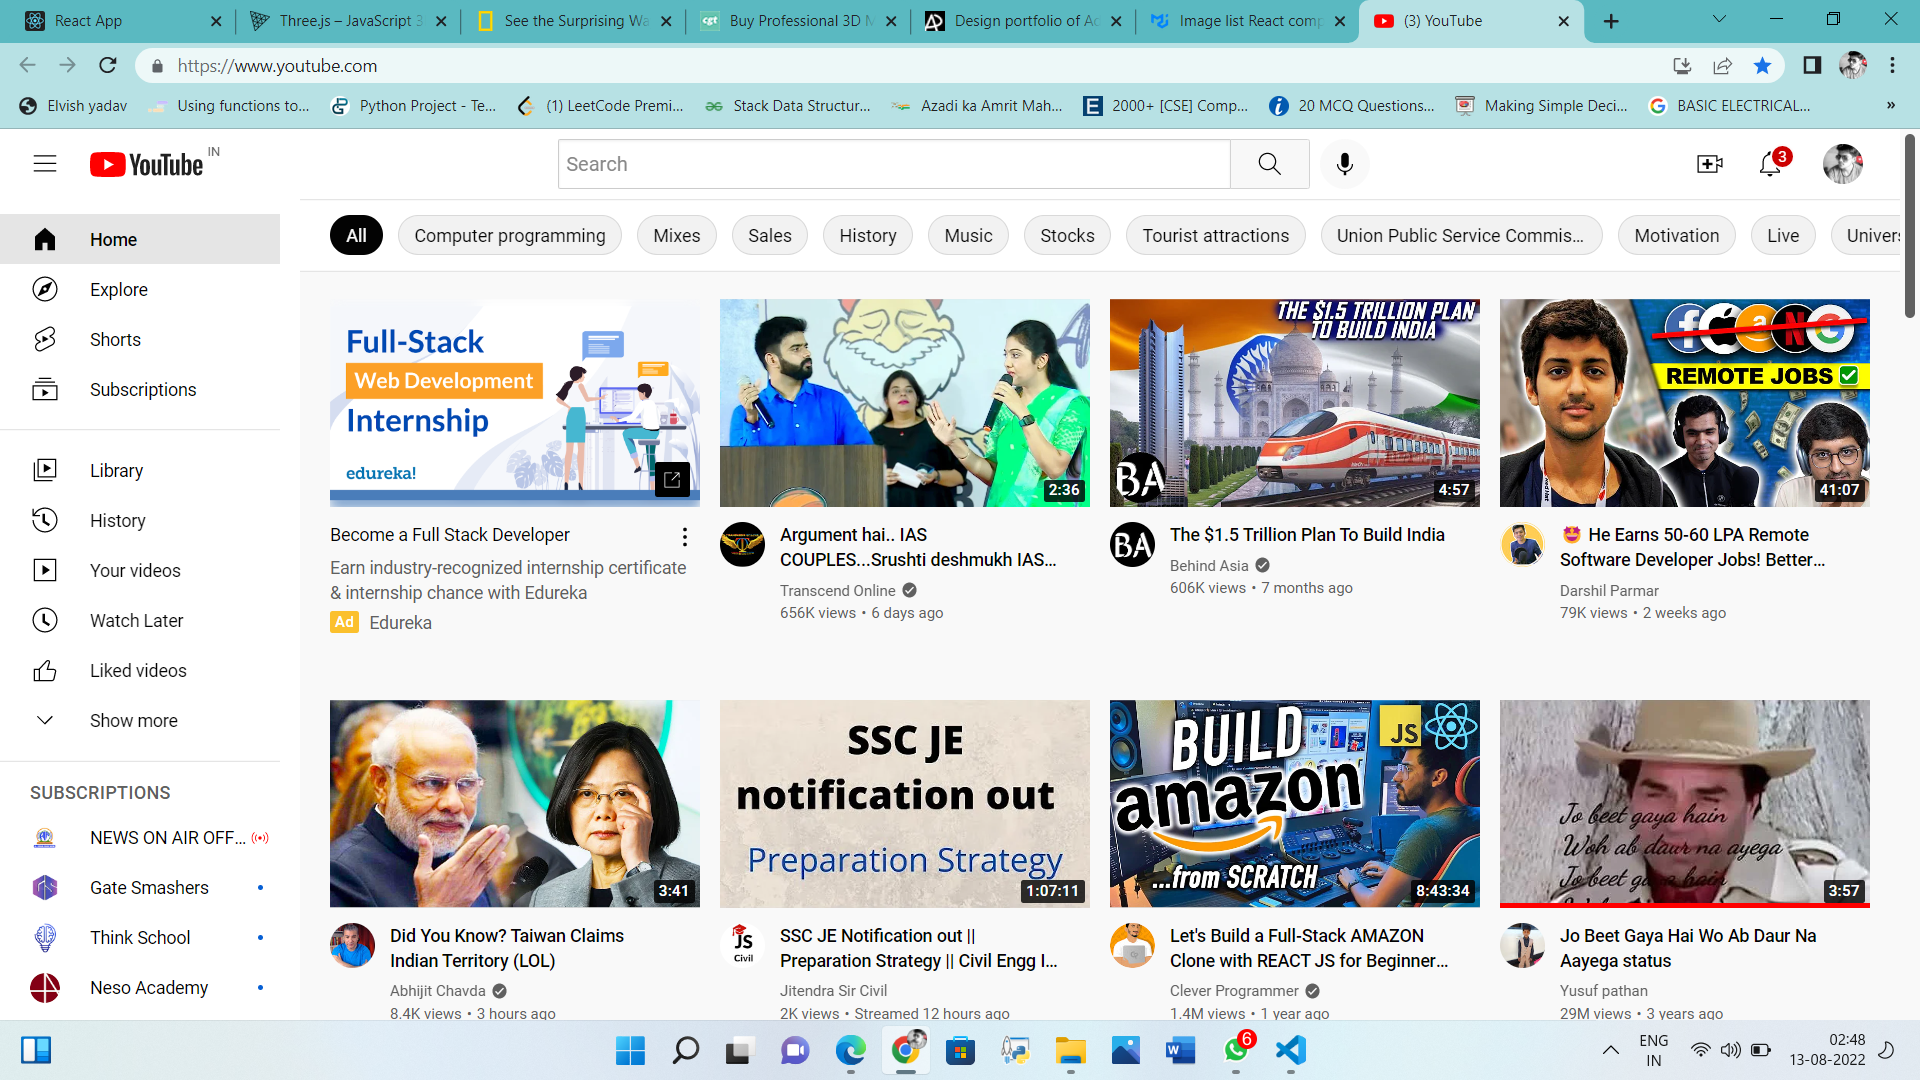 React App
Three.js – JavaScript 3
See the Surprising Wa
Buy Professional 3D M
Design portfolio of Ad
Image list React comp
(3) YouTube
https://www.youtube.com
Elvish yadav
Using functions to...
Python Project - Te...
(1) LeetCode Premi...
Stack Data Structur...
Azadi ka Amrit Mah...
2000+ [CSE] Comp...
20 MCQ Questions...
Making Simple Deci...
BASIC ELECTRICAL...
»
YouTube IN
Search
3
Home
Explore
Shorts
Subscriptions
Library
History
Your videos
Watch Later
Liked videos
Show more
SUBSCRIPTIONS
NEWS ON AIR OFF...
Gate Smashers
Think School
Neso Academy
All
Computer programming
Mixes
Sales
History
Music
Stocks
Tourist attractions
Union Public Service Commis...
Motivation
Live
Univers
Full-Stack
Web Development
Internship
edureka!
Become a Full Stack Developer
Earn industry-recognized internship certificate
& internship chance with Edureka
Ad Edureka
2:36
Argument hai.. IAS
COUPLES...Srushti deshmukh IAS...
Transcend Online
656K views • 6 days ago
THE $1.5 TRILLION PLAN
TO BUILD INDIA
BA
4:57
BA
The $1.5 Trillion Plan To Build India
Behind Asia
606K views • 7 months ago
REMOTE JOBS
41:07
He Earns 50-60 LPA Remote
Software Developer Jobs! Better...
Darshil Parmar
79K views • 2 weeks ago
3:41
Did You Know? Taiwan Claims
Indian Territory (LOL)
Abhijit Chavda
8.4K views • 3 hours ago
SSC JE
notification out
Preparation Strategy
1:07:11
JS
Civil
SSC JE Notification out ||
Preparation Strategy || Civil Engg I...
Jitendra Sir Civil
2K views • Streamed 12 hours ago
BUILD
JS
amazon
...from SCRATCH
8:43:34
Let's Build a Full-Stack AMAZON
Clone with REACT JS for Beginner...
Clever Programmer
1.4M views • 1 year ago
Jo beet gaya hain
Woh ab daur na ayega
Jo beet gaya hain
3:57
Jo Beet Gaya Hai Wo Ab Daur Na
Aayega status
Yusuf pathan
29M views • 3 years ago
6
ENG
IN
02:48
13-08-2022